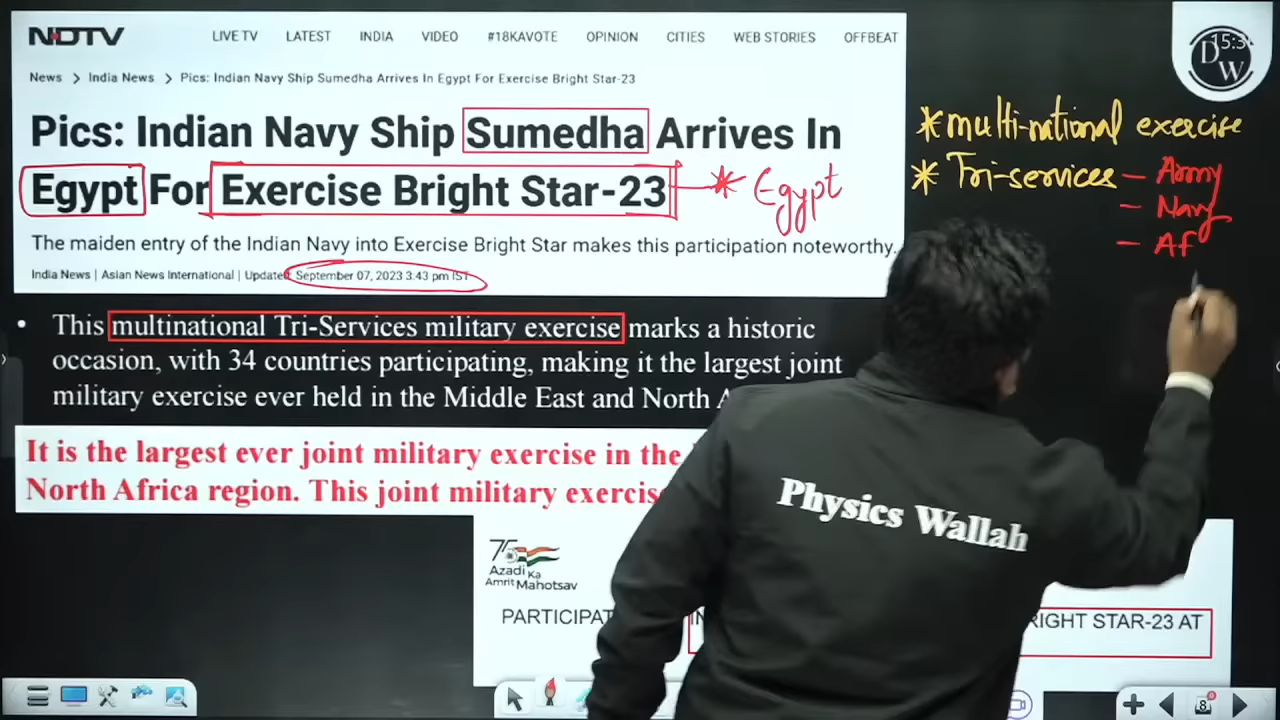 NDTV LIVE TV LATEST INDIA VIDEO #18KAVOTE OPINION CITIES WEB STORIES OFFBEAT
News > India News > Pics: Indian Navy Ship Sumedha Arrives In Egypt For Exercise Bright Star-23
Pics: Indian Navy Ship Sumedha Arrives In
Egypt For Exercise Bright Star-23
* Egypt
The maiden entry of the Indian Navy into Exercise Bright Star makes this participation noteworthy.
India News | Asian News International | Updated: September 07, 2023 3:43 pm IST
DW
15:3
* multi-national exercise
* Tri-services – Army
– Navy
– Af
• This multinational Tri-Services military exercise marks a historic
occasion, with 34 countries participating, making it the largest joint
military exercise ever held in the Middle East and North
It is the largest ever joint military exercise in the
North Africa region. This joint military exercise
75
Azadi Ka
Amrit Mahotsav
PARTICIPAT
RIGHT STAR-23 AT
Physics Wallah
8